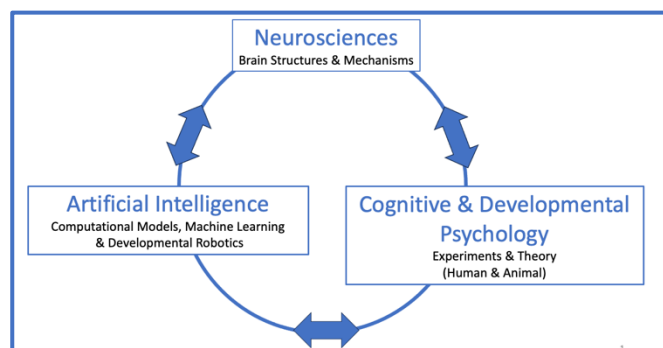 Neurosciences
Brain Structures & Mechanisms
Artificial Intelligence
Computational Models, Machine Learning
& Developmental Robotics
Cognitive & Developmental
Psychology
Experiments & Theory
(Human & Animal)